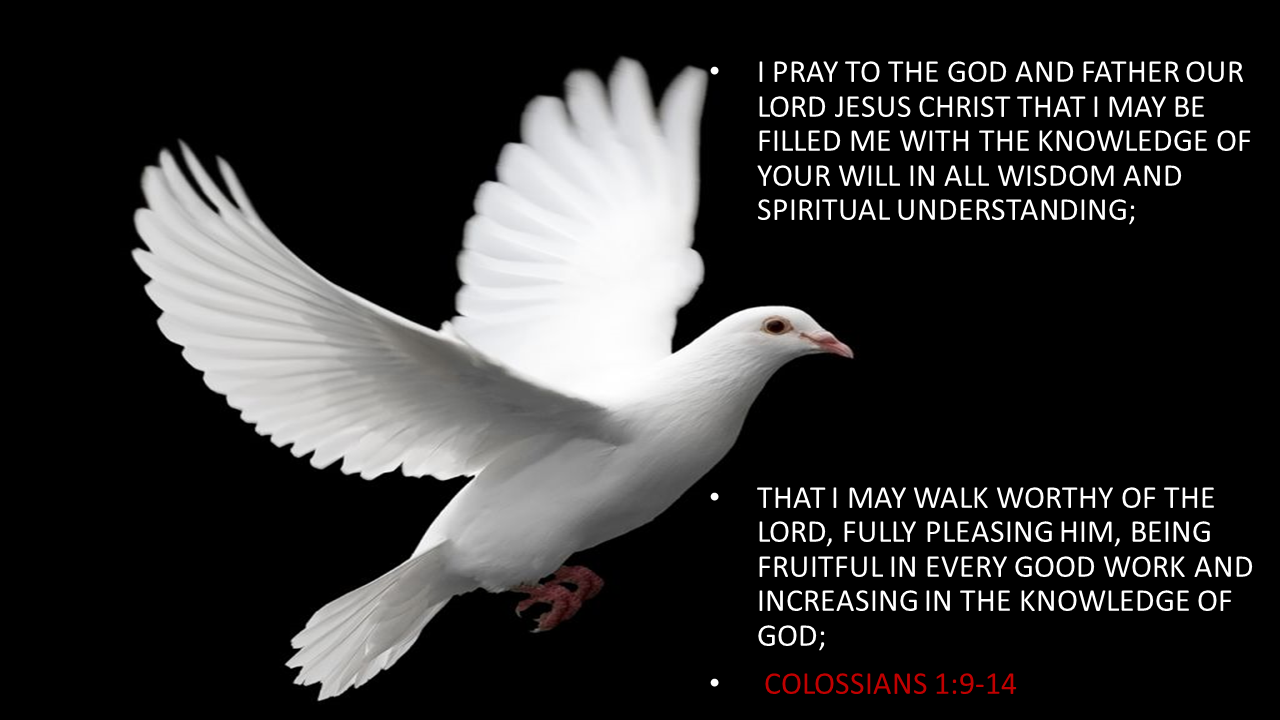 • I PRAY TO THE GOD AND FATHER OUR
LORD JESUS CHRIST THAT I MAY BE
FILLED ME WITH THE KNOWLEDGE OF
YOUR WILL IN ALL WISDOM AND
SPIRITUAL UNDERSTANDING;
• THAT I MAY WALK WORTHY OF THE
LORD, FULLY PLEASING HIM, BEING
FRUITFUL IN EVERY GOOD WORK AND
INCREASING IN THE KNOWLEDGE OF
GOD;
• COLOSSIANS 1:9-14